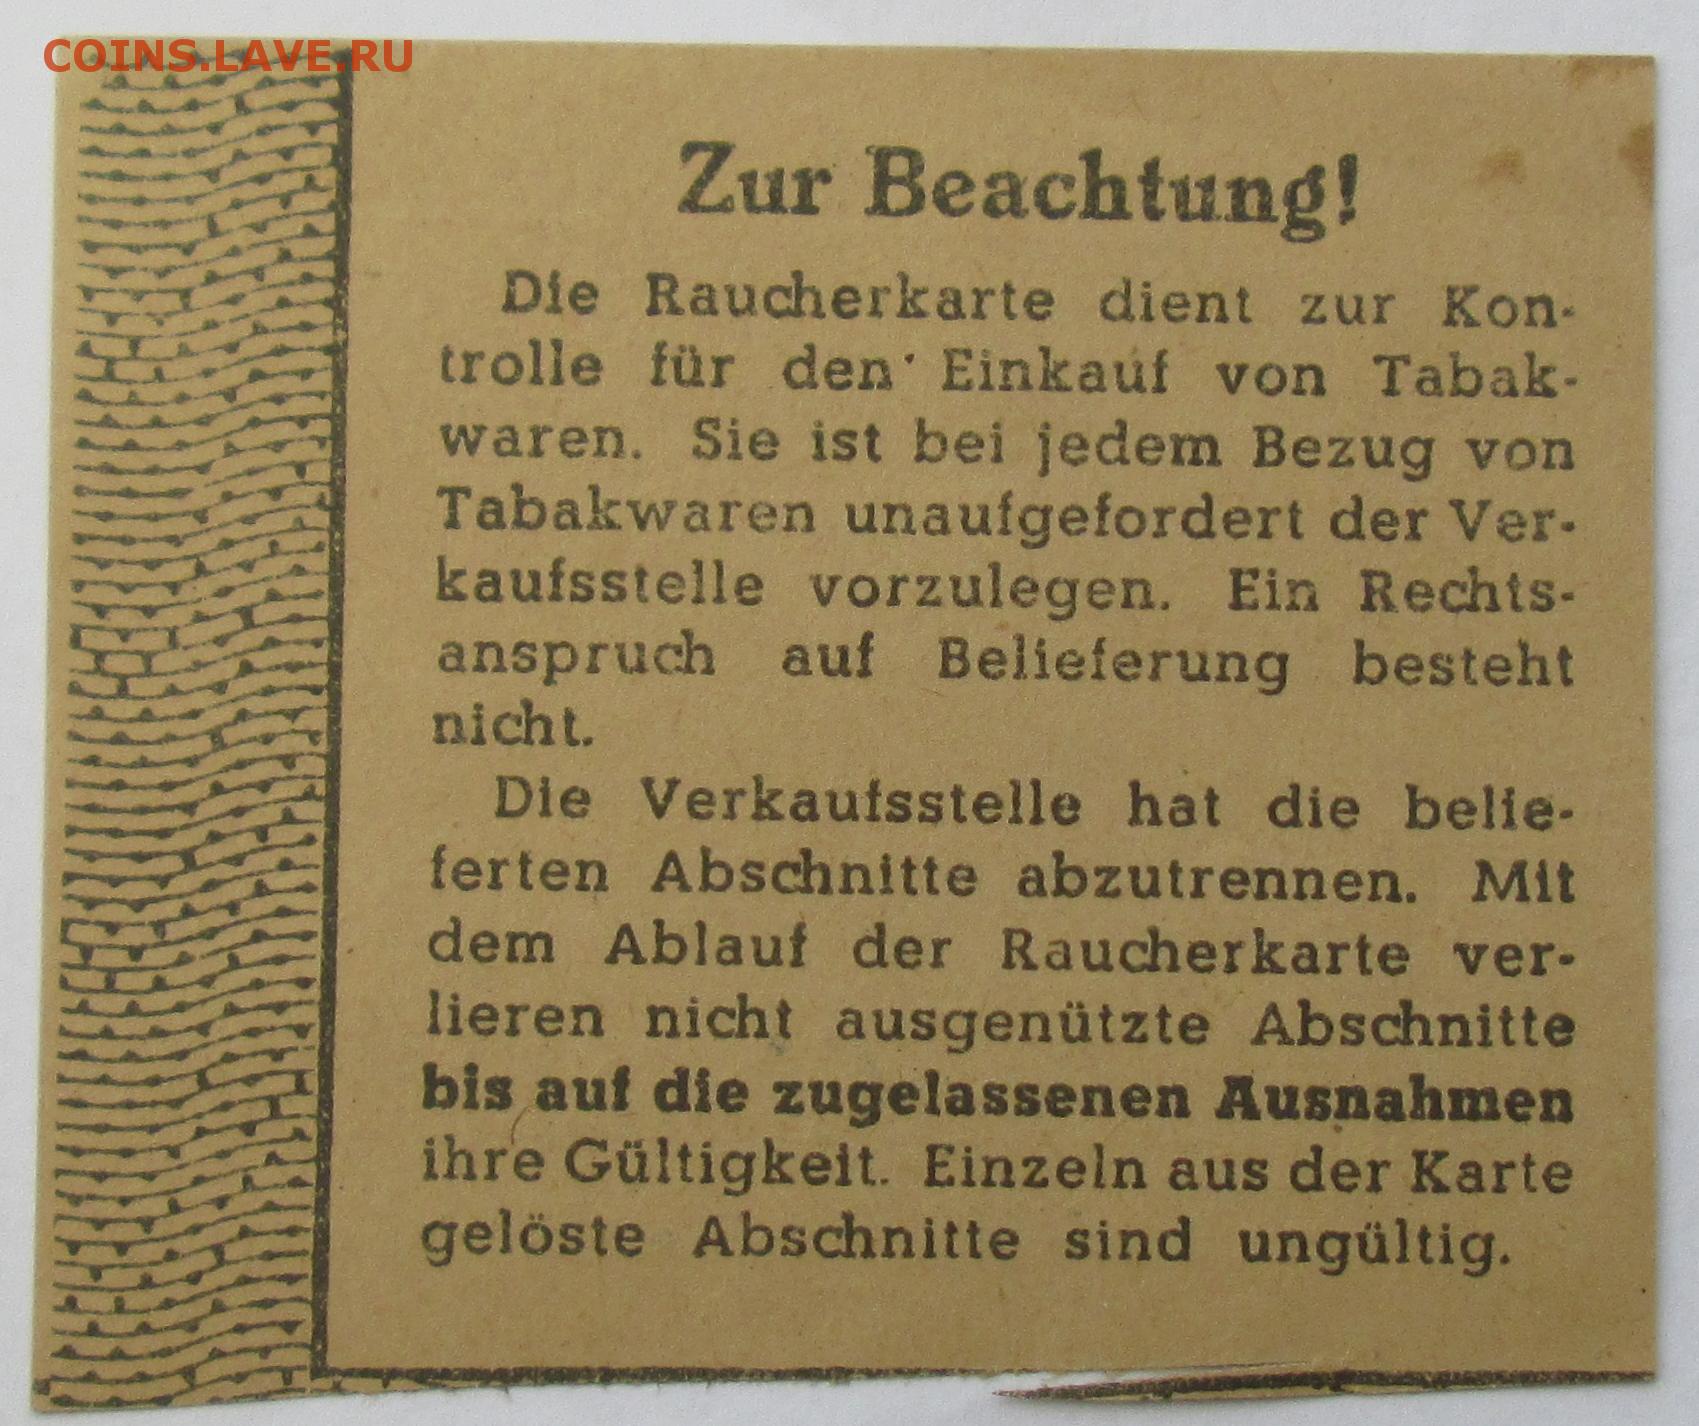 COINS.LAVE.RU
Zur Beachtung!
Die Raucherkarte dient zur Kon-
trolle für den Einkauf von Tabak-
waren. Sie ist bei jedem Bezug von
Tabakwaren unaufgefordert der Ver-
kaufsstelle vorzulegen. Ein Rechts-
anspruch auf Belieferung besteht
nicht.
Die Verkaufsstelle hat die belie-
ferten Abschnitte abzutrennen. Mit
dem Ablauf der Raucherkarte ver-
lieren nicht ausgenützte Abschnitte
bis auf die zugelassenen Ausnahmen
ihre Gültigkeit. Einzeln aus der Karte
gelöste Abschnitte sind ungültig.